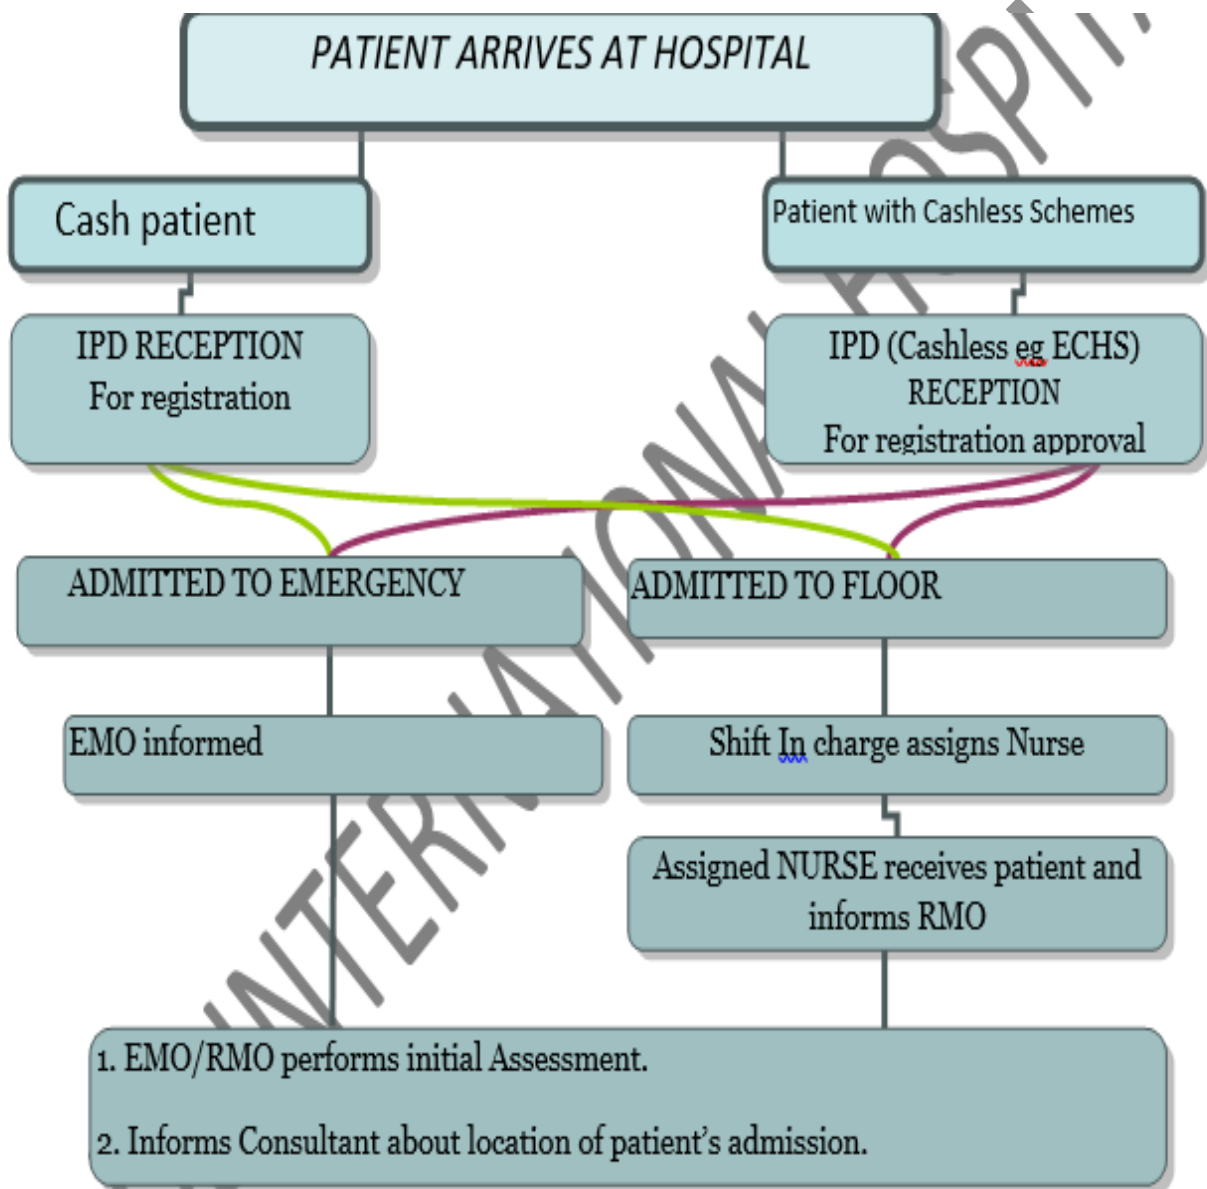 PATIENT ARRIVES AT HOSPITAL
Cash patient
Patient with Cashless Schemes
IPD RECEPTION
For registration
IPD (Cashless eg ECHS)
RECEPTION
For registration approval
ADMITTED TO EMERGENCY
ADMITTED TO FLOOR
EMO informed
Shift In charge assigns Nurse
Assigned NURSE receives patient and
informs RMO
1. EMO/RMO performs initial Assessment.
2. Informs Consultant about location of patient’s admission.
INTERNATIONAL